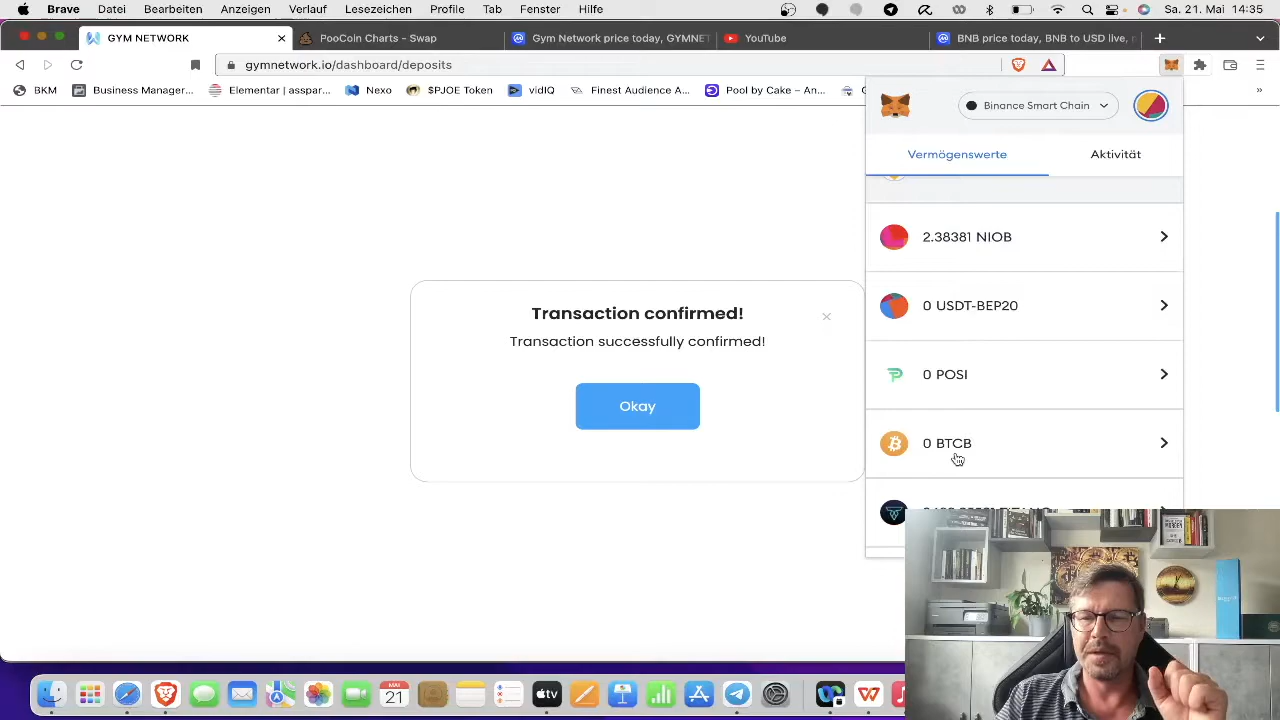 Brave Datei Bearbeiten Anzeigen Verlauf Lesezeichen Profile Tab Fenster Hilfe Sa. 21. Mai 14:35
GYM NETWORK
PooCoin Charts - Swap
Gym Network price today, GYMNET
YouTube
BNB price today, BNB to USD live,
gymnetwork.io/dashboard/deposits
BKM
Business Manager...
Elementar | asspar...
Nexo
$PJOE Token
vidIQ
Finest Audience A...
Pool by Cake – An...
»
Binance Smart Chain
Vermögenswerte
Aktivität
2.38381 NIOB
0 USDT-BEP20
0 POSI
0 BTCB
Transaction confirmed!
Transaction successfully confirmed!
Okay
MAI
21
tv